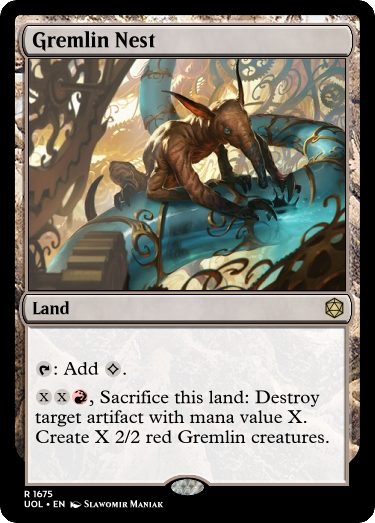 Gremlin Nest
Land
: Add .
X X , Sacrifice this land: Destroy
target artifact with mana value X.
Create X 2/2 red Gremlin creatures.
R 1675
UOL • EN Slawomir Maniak